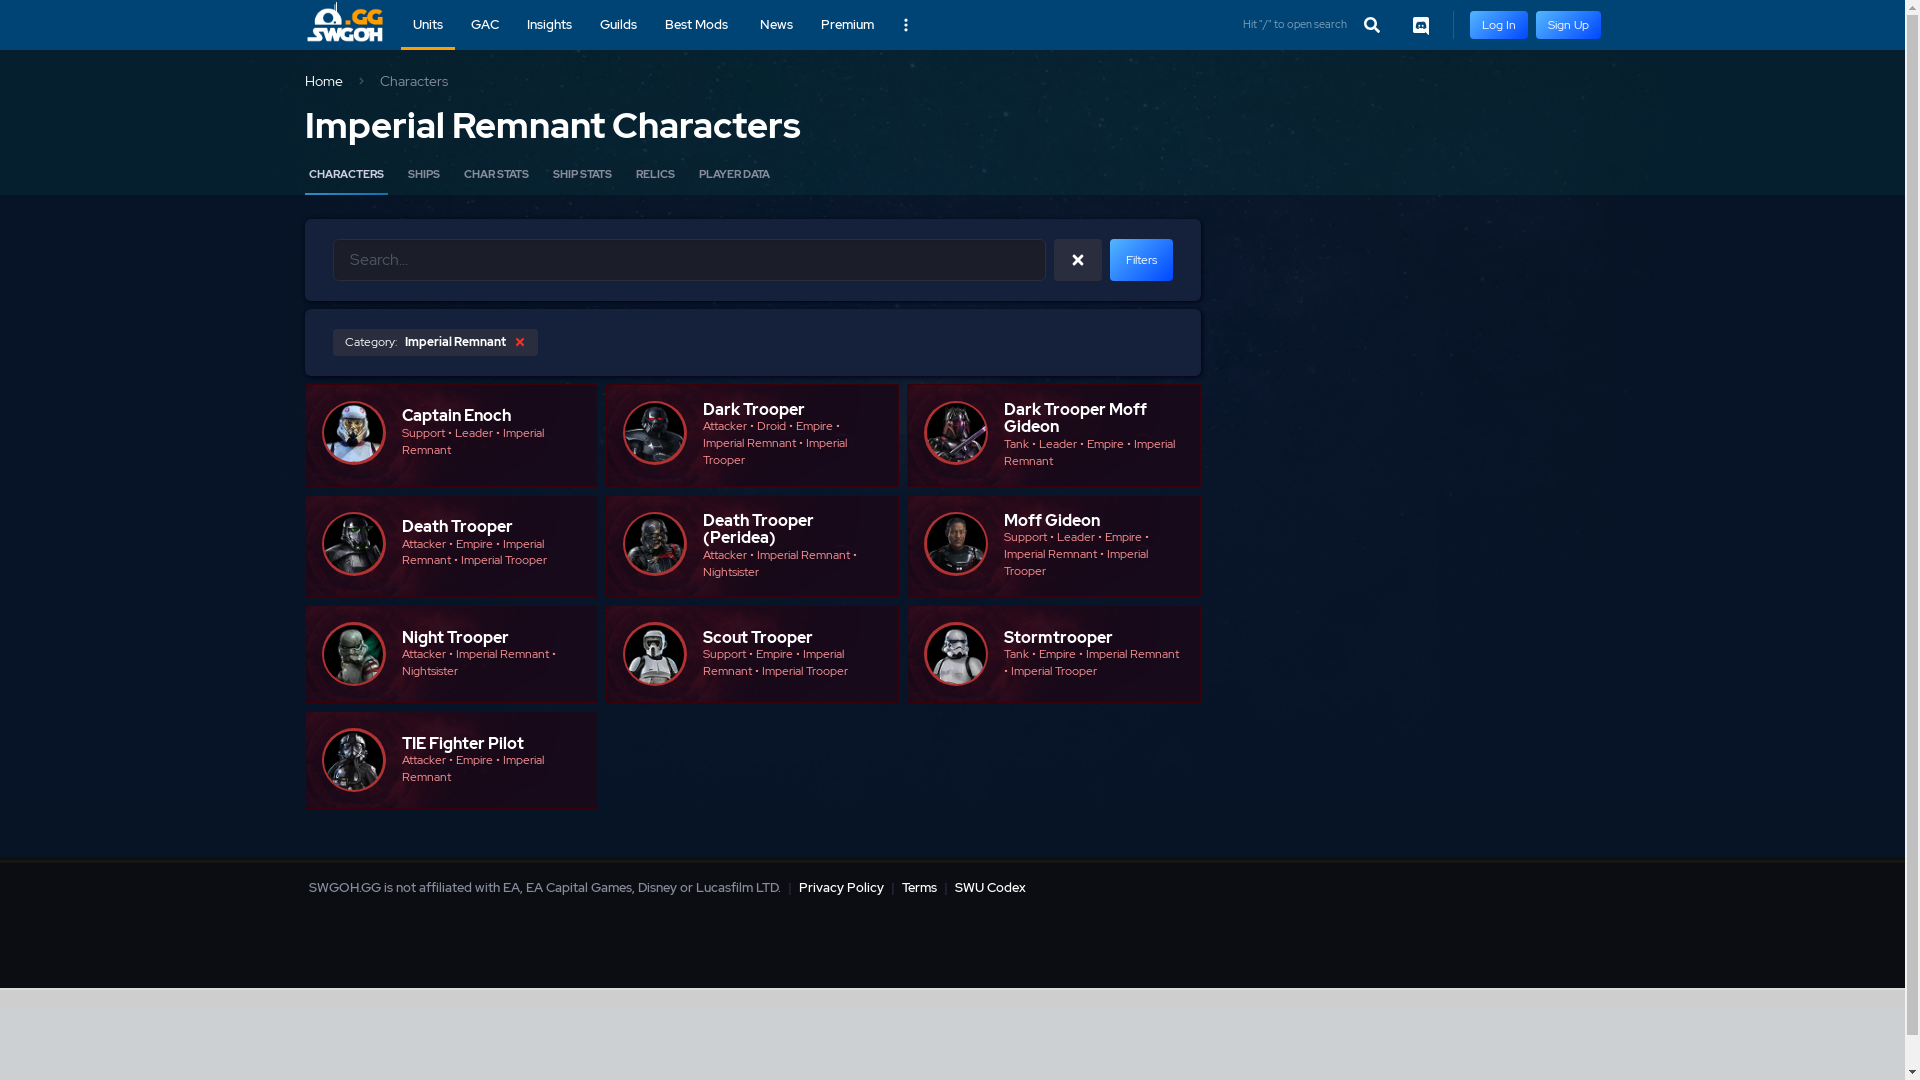 .GG
SWGOH
Units
GAC
Insights
Guilds
Best Mods
News
Premium
Hit "/" to open search
Log In
Sign Up
Home
Characters
Imperial Remnant Characters
CHARACTERS
SHIPS
CHAR STATS
SHIP STATS
RELICS
PLAYER DATA
Search...
Filters
Category: Imperial Remnant
Captain Enoch
Support • Leader • Imperial
Remnant
Dark Trooper
Attacker • Droid • Empire •
Imperial Remnant • Imperial
Trooper
Dark Trooper Moff
Gideon
Tank • Leader • Empire • Imperial
Remnant
Death Trooper
Attacker • Empire • Imperial
Remnant • Imperial Trooper
Death Trooper
(Peridea)
Attacker • Imperial Remnant •
Nightsister
Moff Gideon
Support • Leader • Empire •
Imperial Remnant • Imperial
Trooper
Night Trooper
Attacker • Imperial Remnant •
Nightsister
Scout Trooper
Support • Empire • Imperial
Remnant • Imperial Trooper
Stormtrooper
Tank • Empire • Imperial Remnant
• Imperial Trooper
TIE Fighter Pilot
Attacker • Empire • Imperial
Remnant
SWGOH.GG is not affiliated with EA, EA Capital Games, Disney or Lucasfilm LTD. | Privacy Policy | Terms | SWU Codex